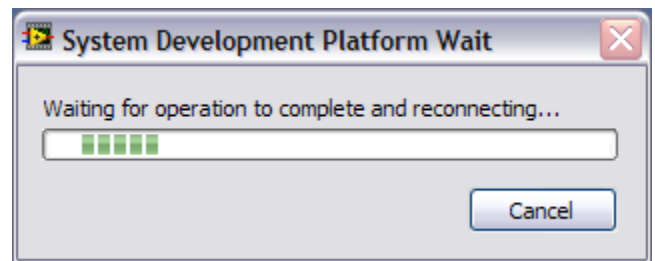 System Development Platform Wait
Waiting for operation to complete and reconnecting...
Cancel